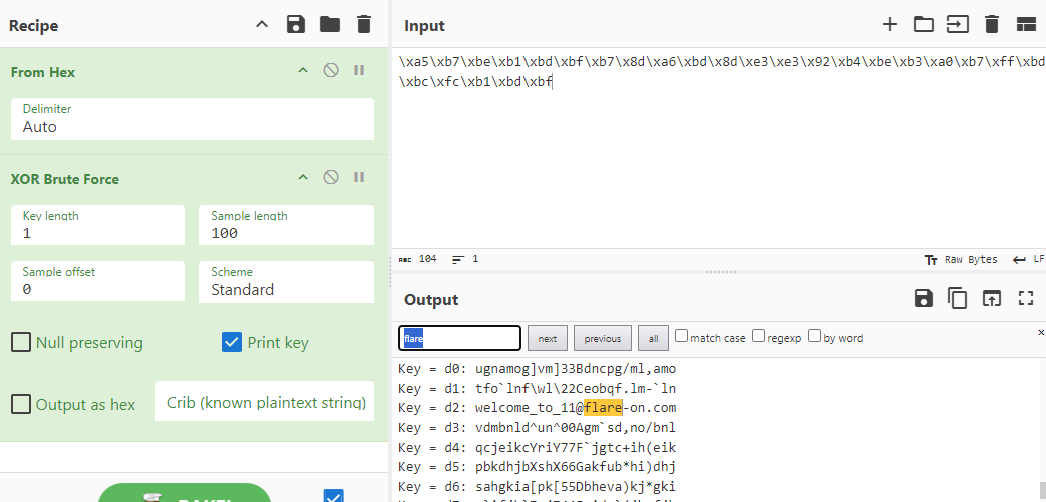 Recipe
From Hex
Delimiter
Auto
XOR Brute Force
Key length
1
Sample length
100
Sample offset
0
Scheme
Standard
Null preserving
Print key
Output as hex
Crib (known plaintext string)
Input
\xa5\xb7\xbe\xb1\xbd\xbf\xb7\x8d\xa6\xbd\x8d\xe3\xe3\x92\xb4\xbe\xb3\xa0\xb7\xff\xbd
\xbc\xfc\xb1\xbd\xbf
ABC 104 1
Tт Raw Bytes LF
Output
flare next previous all match case regexp by word x
Key = d0: ugnamog]vm]33Bdncpg/ml,amo
Key = d1: tfo`lnf\wl\22Ceobqf.lm-`ln
Key = d2: welcome_to_11@flare-on.com
Key = d3: vdmbnld^un^00Agm`sd,no/bnl
Key = d4: qcjeikcYriY77F`jgtc+ih(eik
Key = d5: pbkdhjbXshX66Gakfub*hi)dhj
Key = d6: sahgkia[pk[55Dbheva)kj*gki